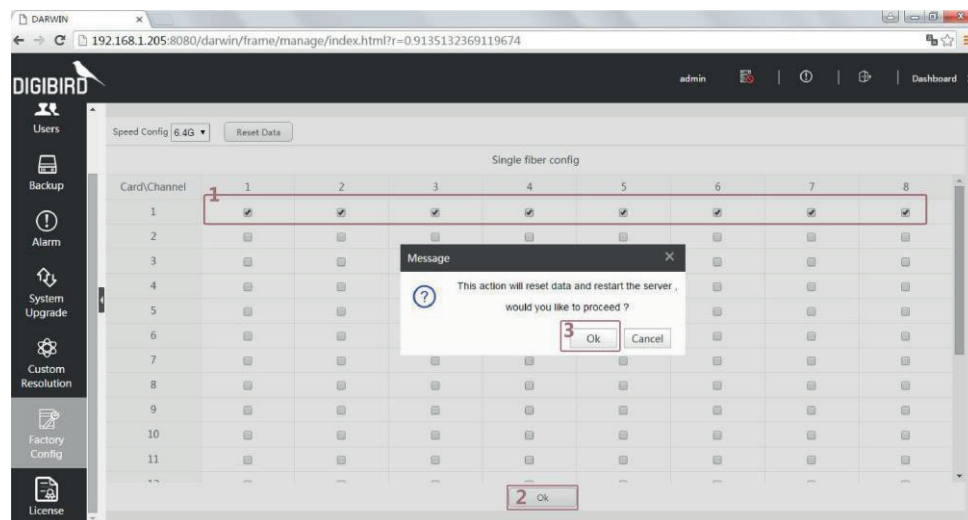 DARWIN
192.168.1.205:8080/darwin/frame/manage/index.html?r=0.9135132369119674
DIGIBIRD
admin
Dashboard
Users
Backup
Alarm
System
Upgrade
Custom
Resolution
Factory
Config
License
Speed Config 6.4G Reset Data
Single fiber config
Card\Channel 1 2 3 4 5 6 7 8
1
1
2
3
4
5
6
7
8
9
10
11
Message
This action will reset data and restart the server ,
would you like to proceed ?
3 Ok Cancel
2 Ok